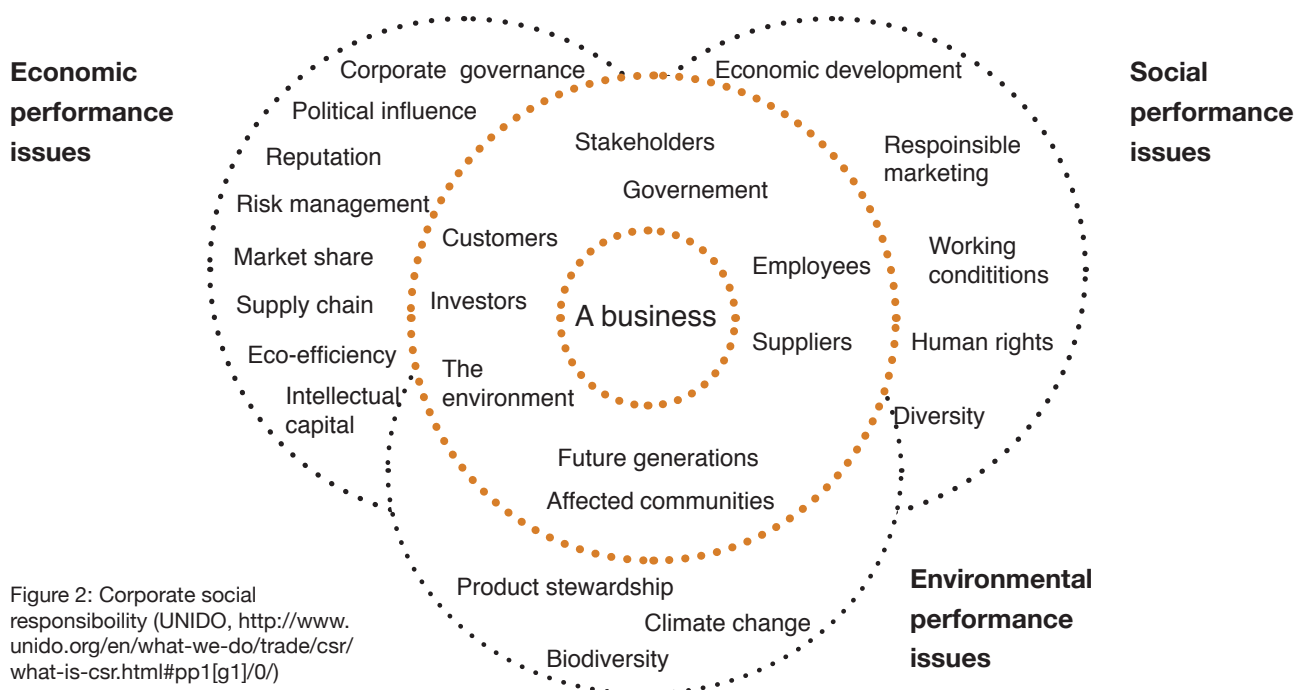 Economic
performance
issues
Corporate governance
Political influence
Reputation
Risk management
Market share
Supply chain
Eco-efficiency
Intellectual
capital
Stakeholders
Governement
Customers
Investors
The
environment
A business
Employees
Suppliers
Future generations
Affected communities
Economic development
Respoinsible
marketing
Working
condititions
Human rights
Diversity
Social
performance
issues
Product stewardship
Climate change
Biodiversity
Environmental
performance
issues
Figure 2: Corporate social
responsiboility (UNIDO, http://www.
unido.org/en/what-we-do/trade/csr/
what-is-csr.html#pp1[g1]/0/)